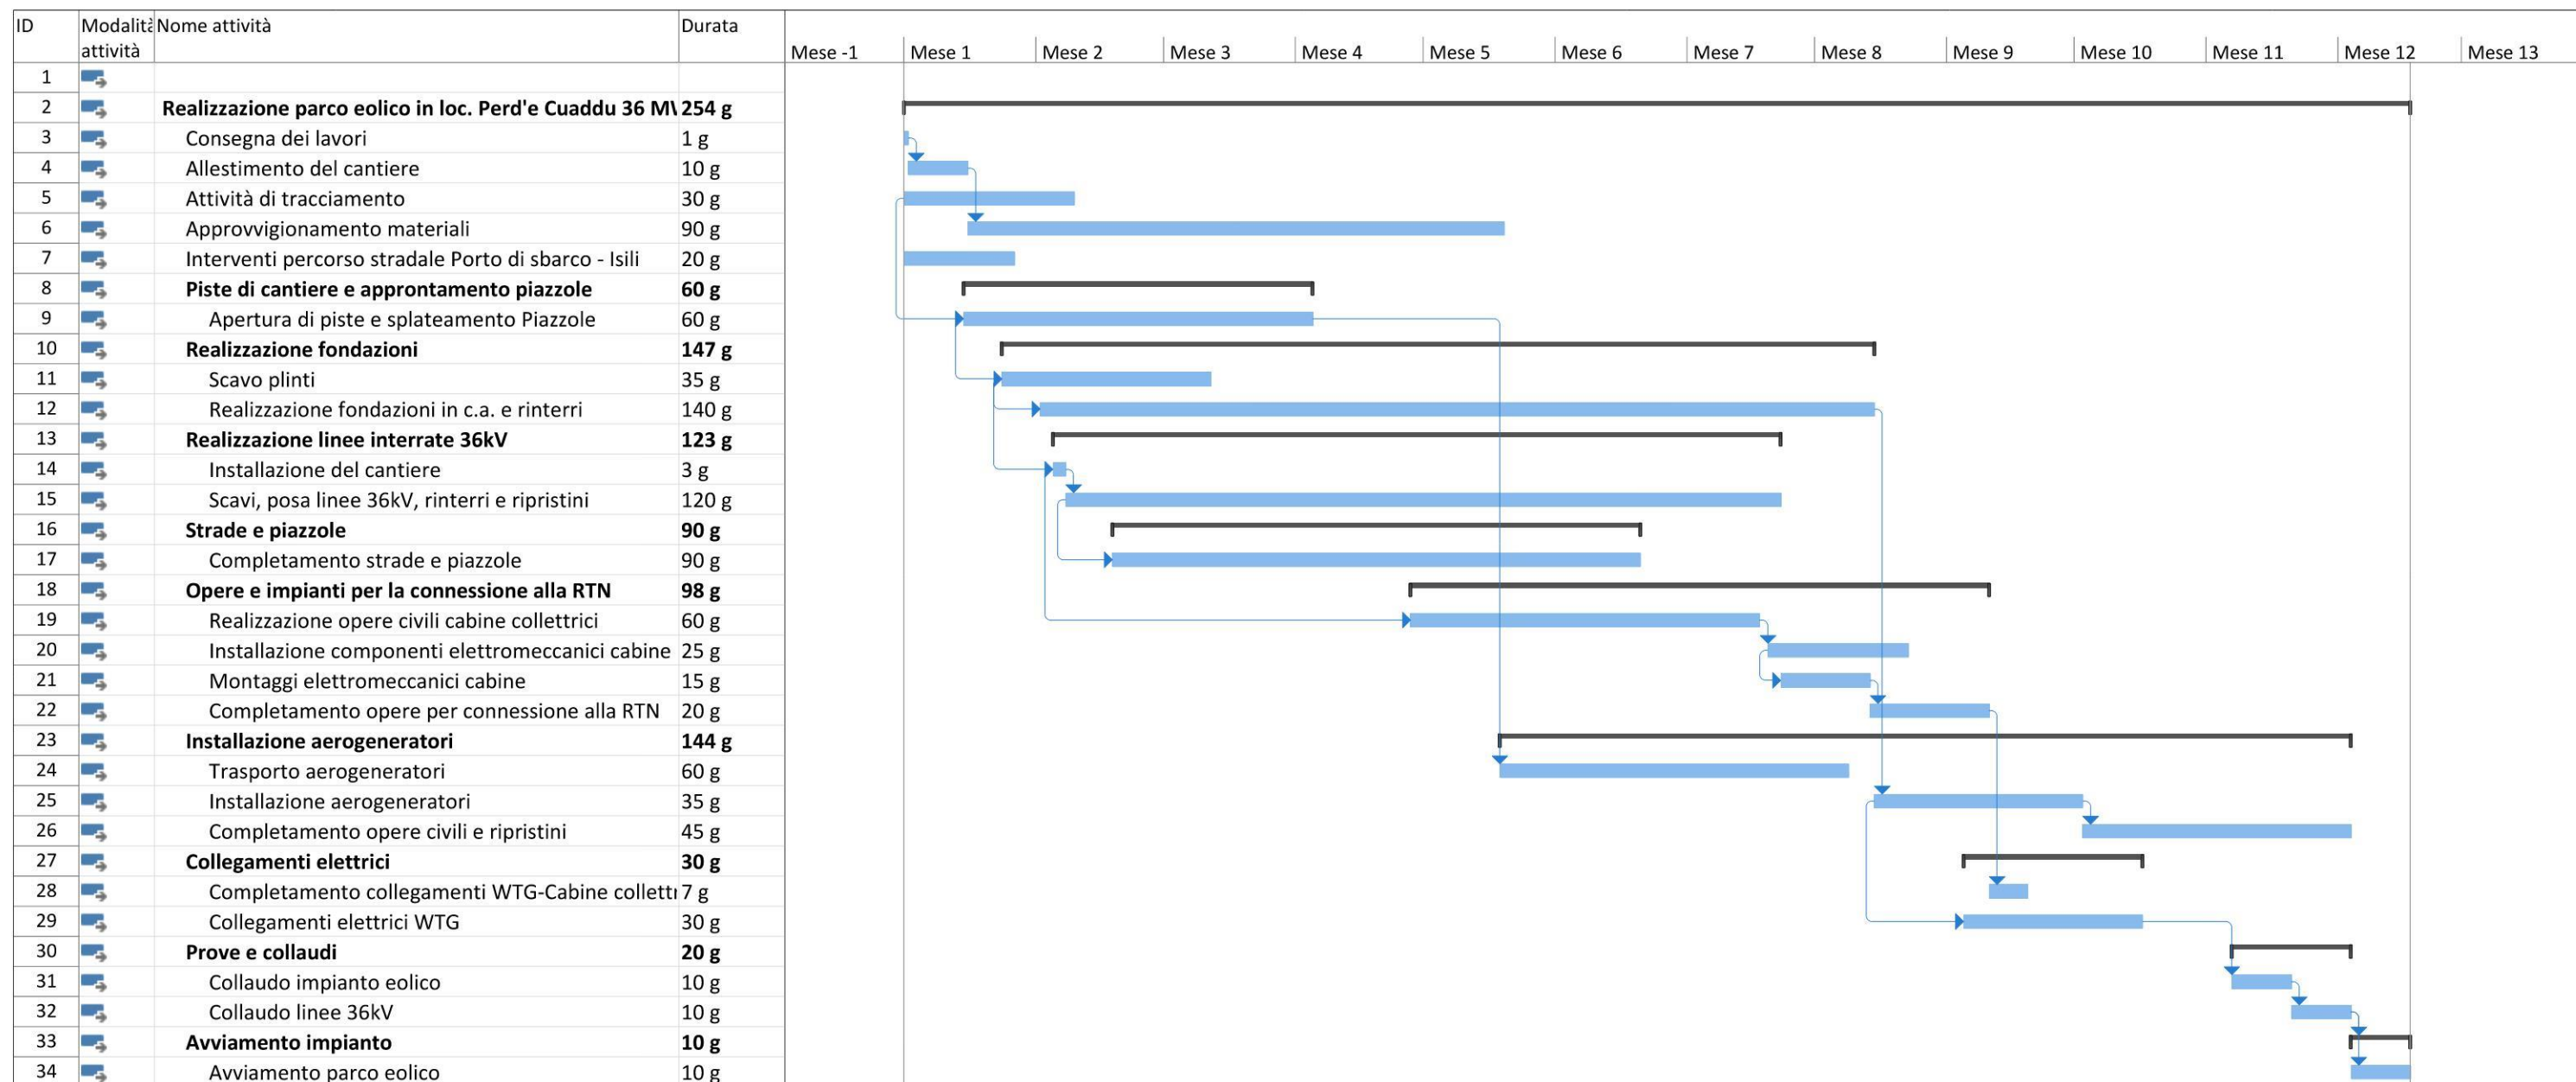 ID Modalità Nome attività Durata
attività
Mese -1 Mese 1 Mese 2 Mese 3 Mese 4 Mese 5 Mese 6 Mese 7 Mese 8 Mese 9 Mese 10 Mese 11 Mese 12 Mese 13
1
2 Realizzazione parco eolico in loc. Perd'e Cuaddu 36 MW 254 g
3 Consegna dei lavori 1 g
4 Allestimento del cantiere 10 g
5 Attività di tracciamento 30 g
6 Approvvigionamento materiali 90 g
7 Interventi percorso stradale Porto di sbarco - Isili 20 g
8 Piste di cantiere e approntamento piazzole 60 g
9 Apertura di piste e splateamento Piazzole 60 g
10 Realizzazione fondazioni 147 g
11 Scavo plinti 35 g
12 Realizzazione fondazioni in c.a. e rinterri 140 g
13 Realizzazione linee interrate 36kV 123 g
14 Installazione del cantiere 3 g
15 Scavi, posa linee 36kV, rinterri e ripristini 120 g
16 Strade e piazzole 90 g
17 Completamento strade e piazzole 90 g
18 Opere e impianti per la connessione alla RTN 98 g
19 Realizzazione opere civili cabine collettrici 60 g
20 Installazione componenti elettromeccanici cabine 25 g
21 Montaggi elettromeccanici cabine 15 g
22 Completamento opere per connessione alla RTN 20 g
23 Installazione aerogeneratori 144 g
24 Trasporto aerogeneratori 60 g
25 Installazione aerogeneratori 35 g
26 Completamento opere civili e ripristini 45 g
27 Collegamenti elettrici 30 g
28 Completamento collegamenti WTG-Cabine collettr 7 g
29 Collegamenti elettrici WTG 30 g
30 Prove e collaudi 20 g
31 Collaudo impianto eolico 10 g
32 Collaudo linee 36kV 10 g
33 Avviamento impianto 10 g
34 Avviamento parco eolico 10 g